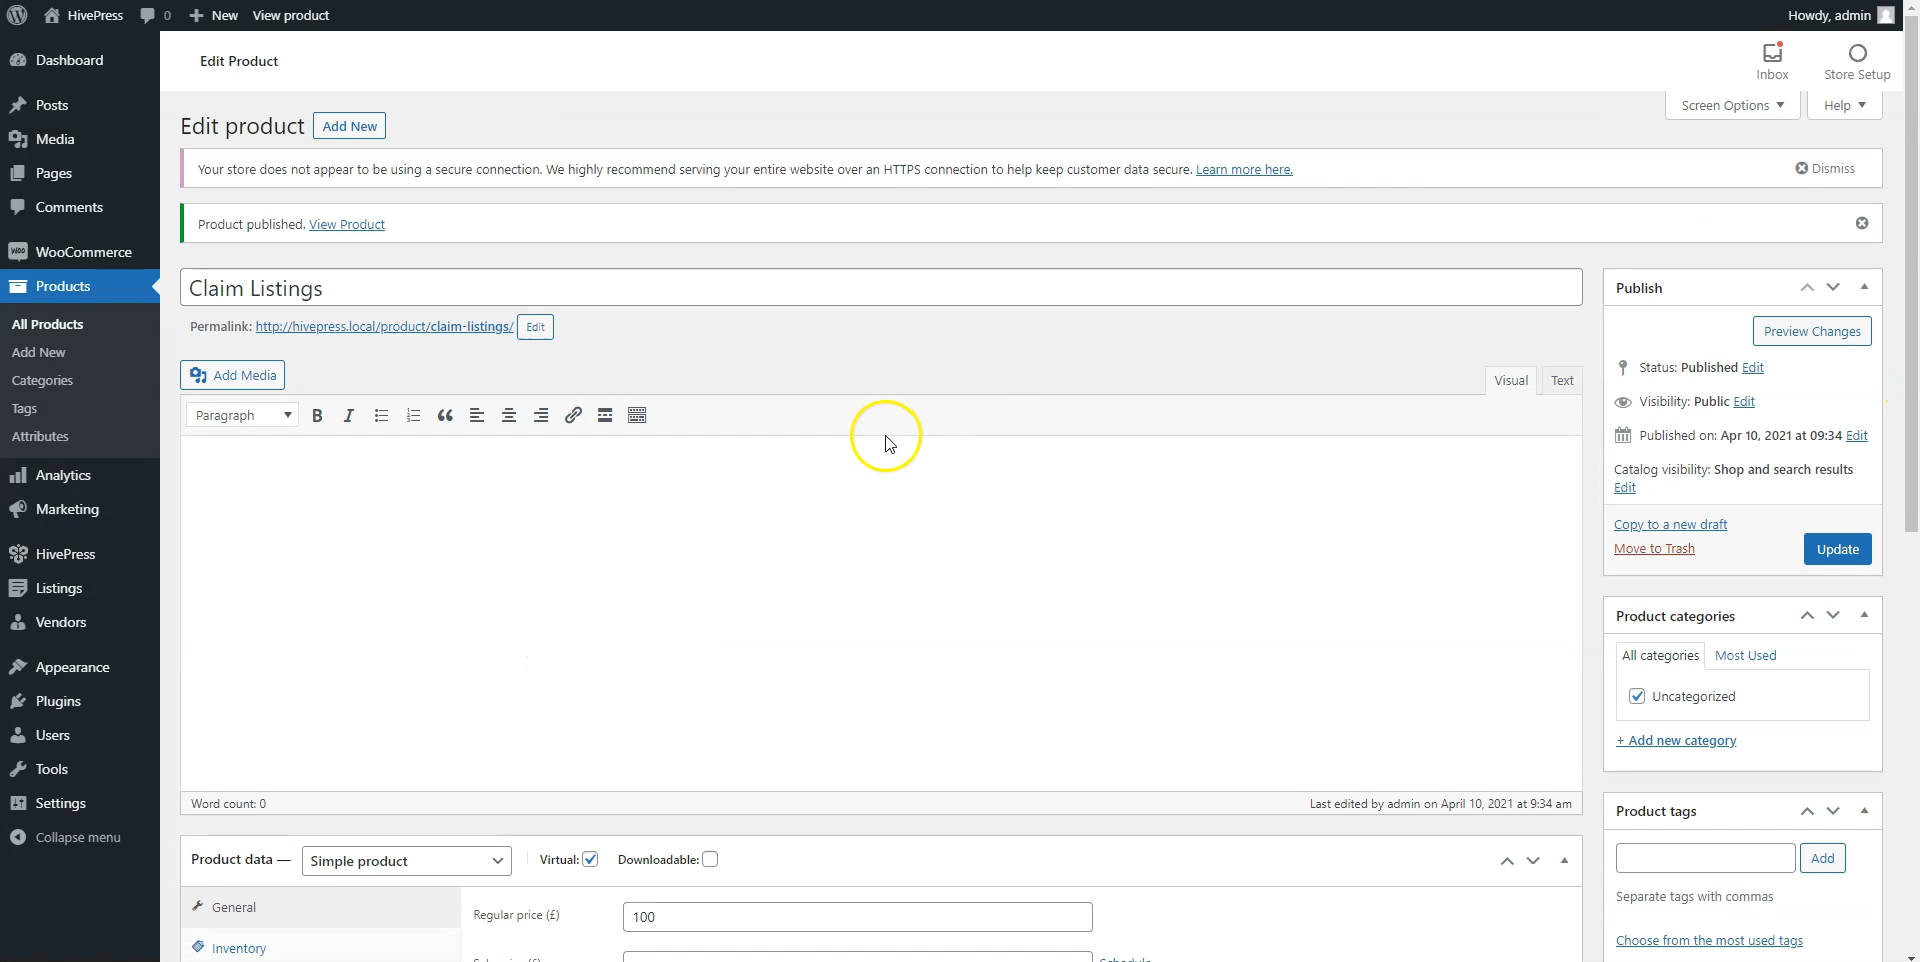 HivePress 0 New View product Howdy, admin
Dashboard
Posts
Media
Pages
Comments
WooCommerce
Products
All Products
Add New
Categories
Tags
Attributes
Analytics
Marketing
HivePress
Listings
Vendors
Appearance
Plugins
Users
Tools
Settings
Collapse menu
Edit Product
Inbox
Store Setup
Screen Options
Help
Edit product Add New
Your store does not appear to be using a secure connection. We highly recommend serving your entire website over an HTTPS connection to help keep customer data secure. Learn more here. Dismiss
Product published. View Product
Claim Listings
Permalink: http://hivepress.local/product/claim-listings/ Edit
Add Media
Visual Text
Paragraph
Word count: 0 Last edited by admin on April 10, 2021 at 9:34 am
Product data — Simple product Virtual: Downloadable:
General
Inventory
Regular price (£) 100
Publish
Preview Changes
Status: Published Edit
Visibility: Public Edit
Published on: Apr 10, 2021 at 09:34 Edit
Catalog visibility: Shop and search results
Edit
Copy to a new draft
Move to Trash
Update
Product categories
All categories Most Used
Uncategorized
+ Add new category
Product tags
Add
Separate tags with commas
Choose from the most used tags